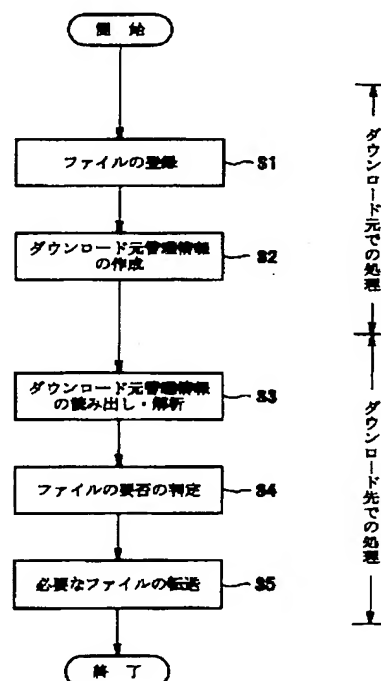 開 始
ファイルの登録
S1
ダウンロード元管理情報
の作成
S2
ダウンロード元管理情報
の読み出し・解析
S3
ファイルの要否の判定
S4
必要なファイルの転送
S5
終 了
ダウンロード元での処理
ダウンロード先での処理